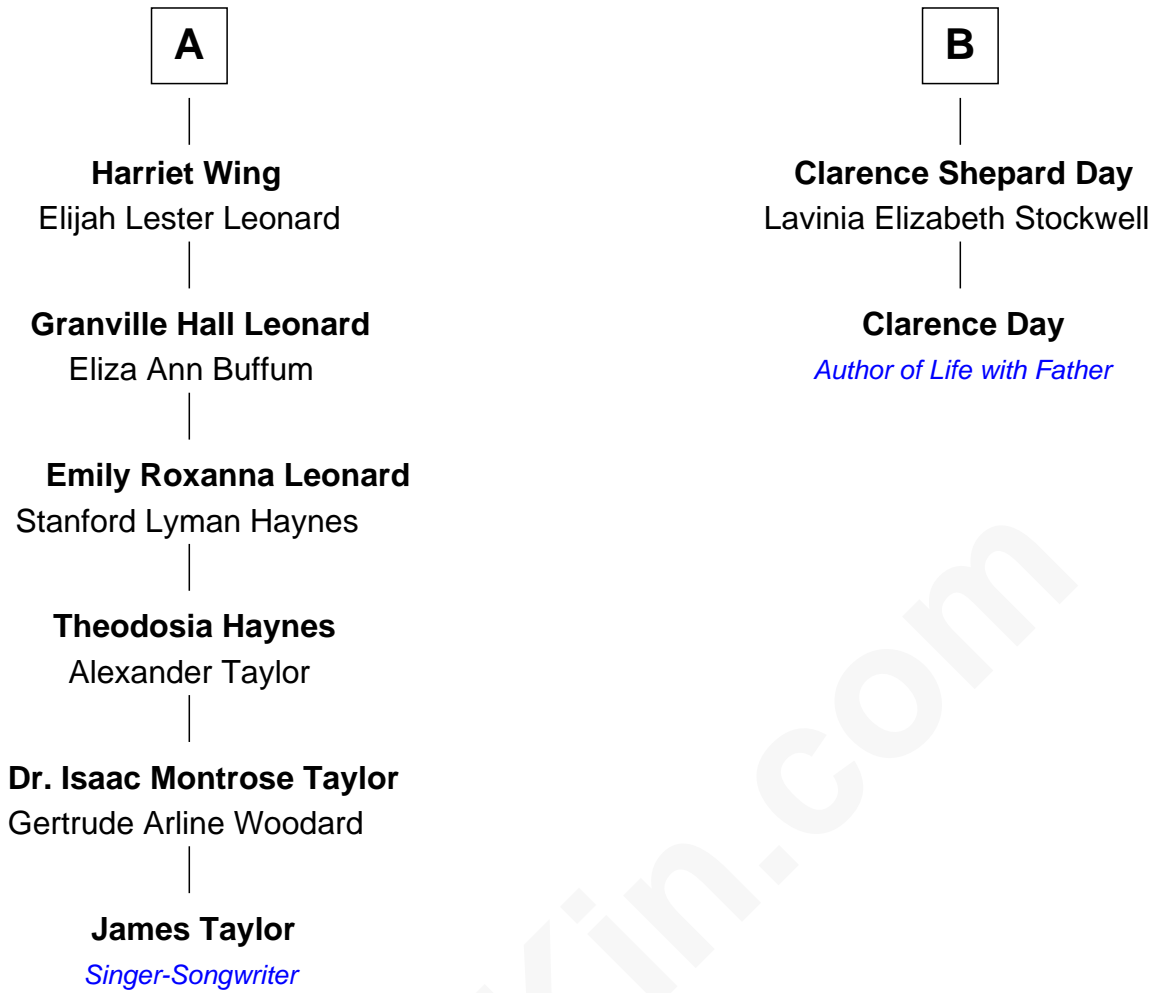 A
Harriet Wing
Elijah Lester Leonard
Granville Hall Leonard
Eliza Ann Buffum
Emily Roxanna Leonard
Stanford Lyman Haynes
Theodosia Haynes
Alexander Taylor
Dr. Isaac Montrose Taylor
Gertrude Arline Woodard
James Taylor
Singer-Songwriter
B
Clarence Shepard Day
Lavinia Elizabeth Stockwell
Clarence Day
Author of Life with Father
Kin.com